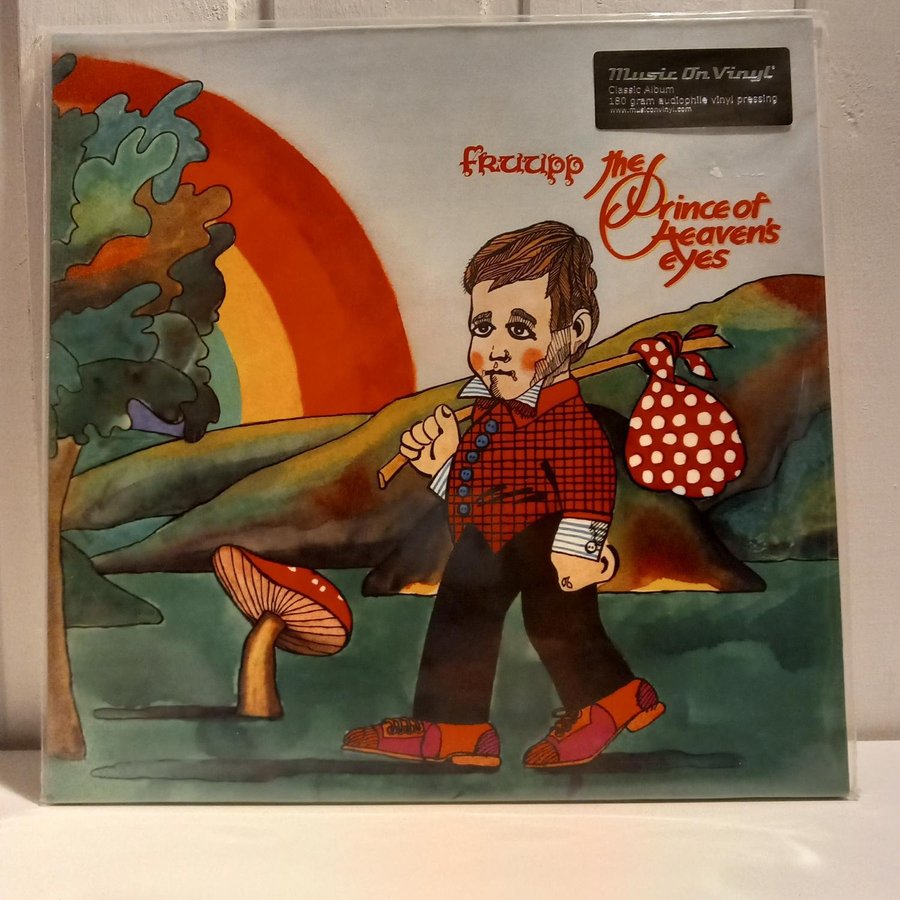 Music On Vinyl
Classic Album
180 gram audiophile vinyl pressing
www.musiconvinyl.com
fruupp
the
Prince of
Heaven's
eyes